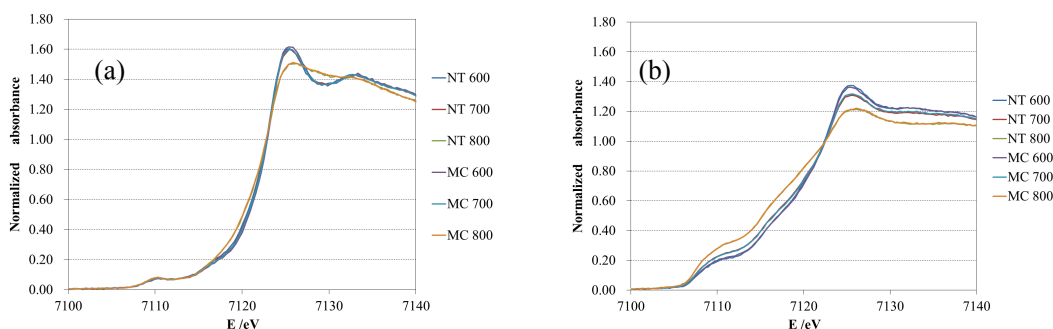 (a)
1.80
1.60
1.40
1.20
1.00
0.80
0.60
0.40
0.20
0.00
Normalized absorbance
7100 7110 7120 7130 7140
E /eV
NT 600
NT 700
NT 800
MC 600
MC 700
MC 800
(b)
1.80
1.60
1.40
1.20
1.00
0.80
0.60
0.40
0.20
0.00
Normalized absorbance
7100 7110 7120 7130 7140
E /eV
NT 600
NT 700
NT 800
MC 600
MC 700
MC 800